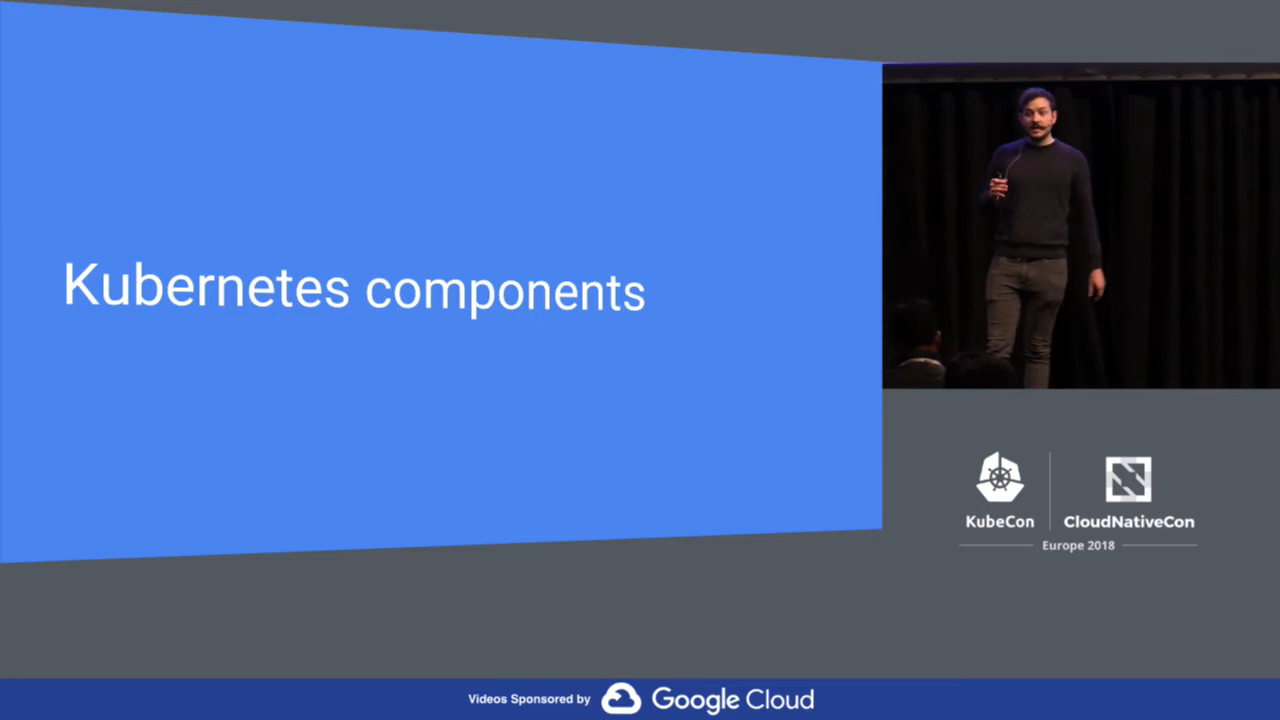 Kubernetes components
KubeCon
CloudNativeCon
Europe 2018
Videos Sponsored by
Google Cloud